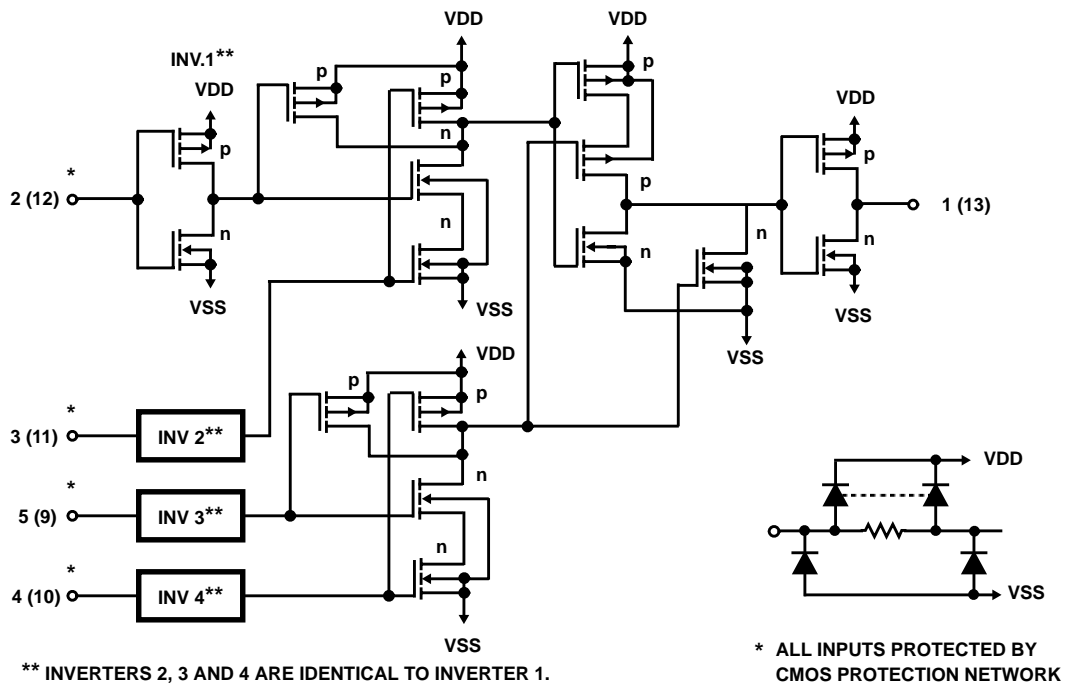 VDD
VDD
INV.1**
p
p
VDD
p
VDD
p
n
p
*
p
2 (12)
1 (13)
n
n
n
n
n
VSS
VSS
VSS
VSS
VDD
p
p
*
3 (11)
INV 2**
n
VDD
*
5 (9)
INV 3**
n
*
4 (10)
INV 4**
VSS
VSS
* ALL INPUTS PROTECTED BY
CMOS PROTECTION NETWORK
** INVERTERS 2, 3 AND 4 ARE IDENTICAL TO INVERTER 1.